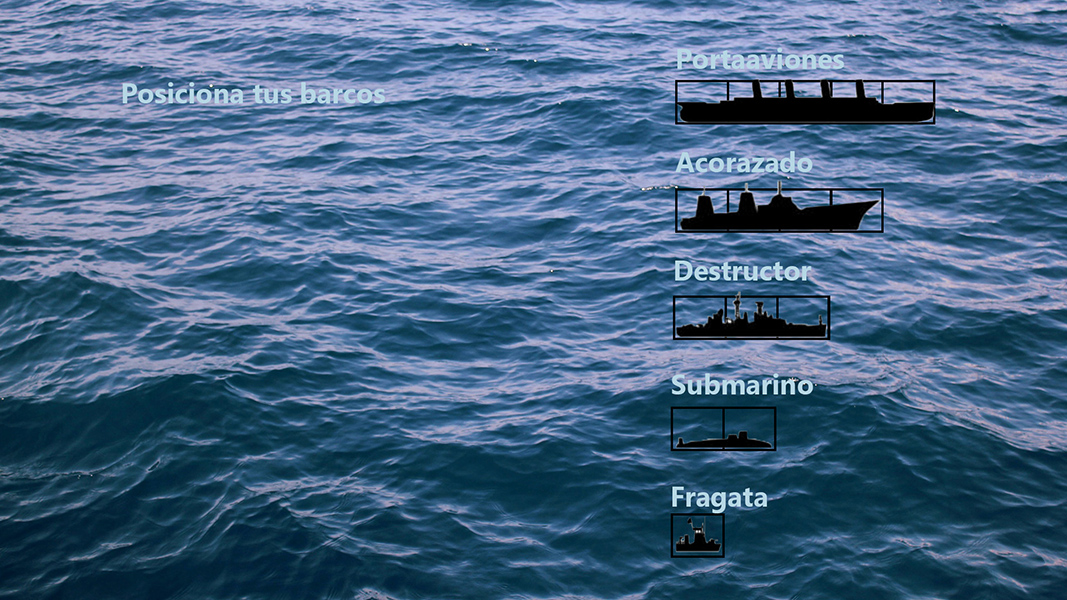 Posiciona tus barcos
Portaaviones
Acorazado
Destructor
Submarino
Fragata